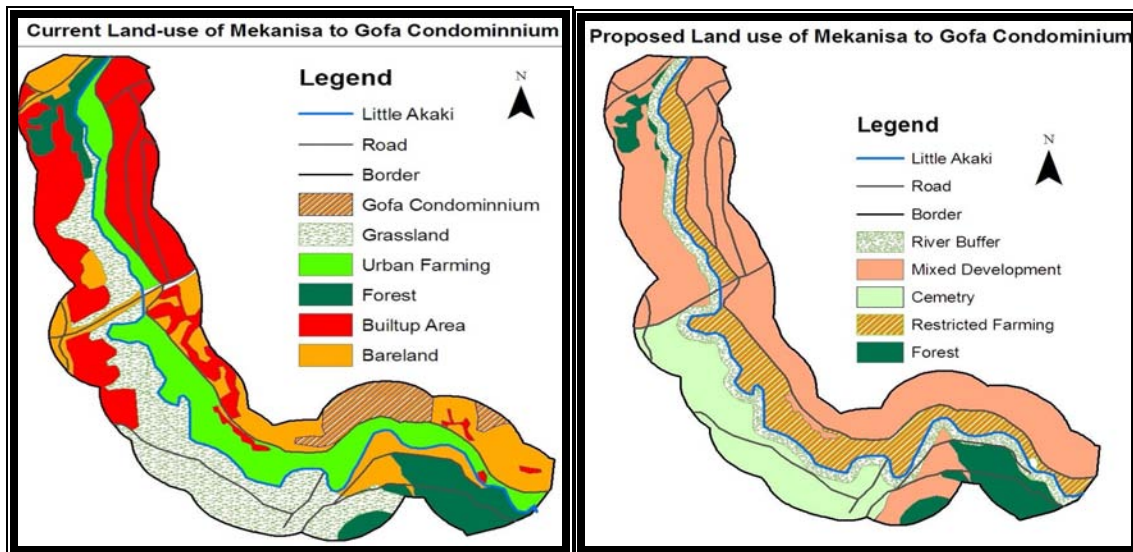 Current Land-use of Mekanisa to Gofa Condominnium
Legend
N
Little Akaki
Road
Border
Gofa Condominnium
Grassland
Urban Farming
Forest
Builtup Area
Bareland
Proposed Land use of Mekanisa to Gofa Condominium
Legend
N
Little Akaki
Road
Border
River Buffer
Mixed Development
Cemetry
Restricted Farming
Forest